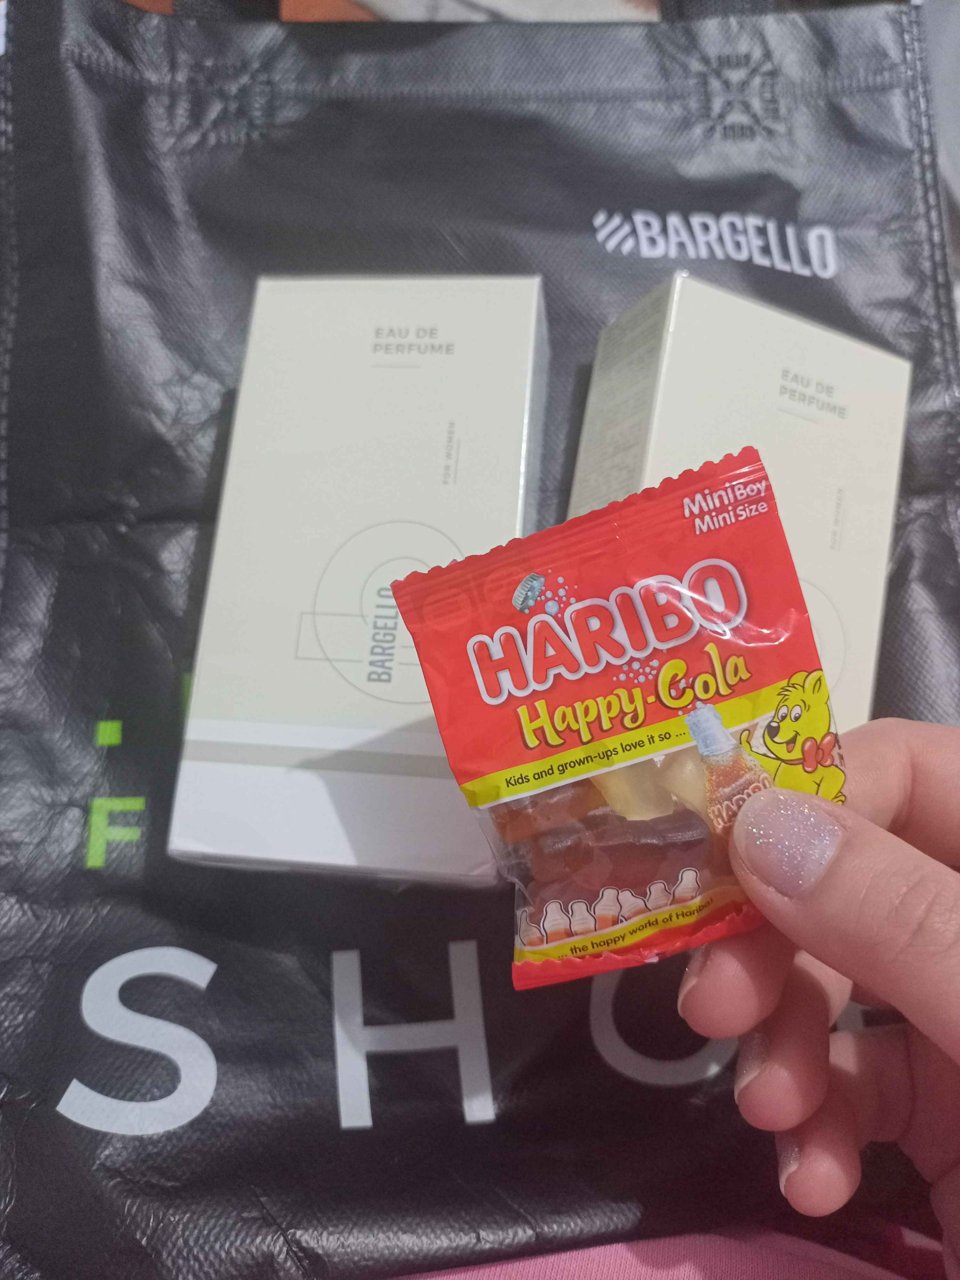 BARGELLO
EAU DE
PERFUME
FOR WOMEN
BARGELLO
EAU DE
PERFUME
FOR WOMEN
Mini Boy
Mini Size
HARIBO
Happy-Cola
Kids and grown-ups love it so ...
HARIBO
... the happy world of Haribo!
F
SHO